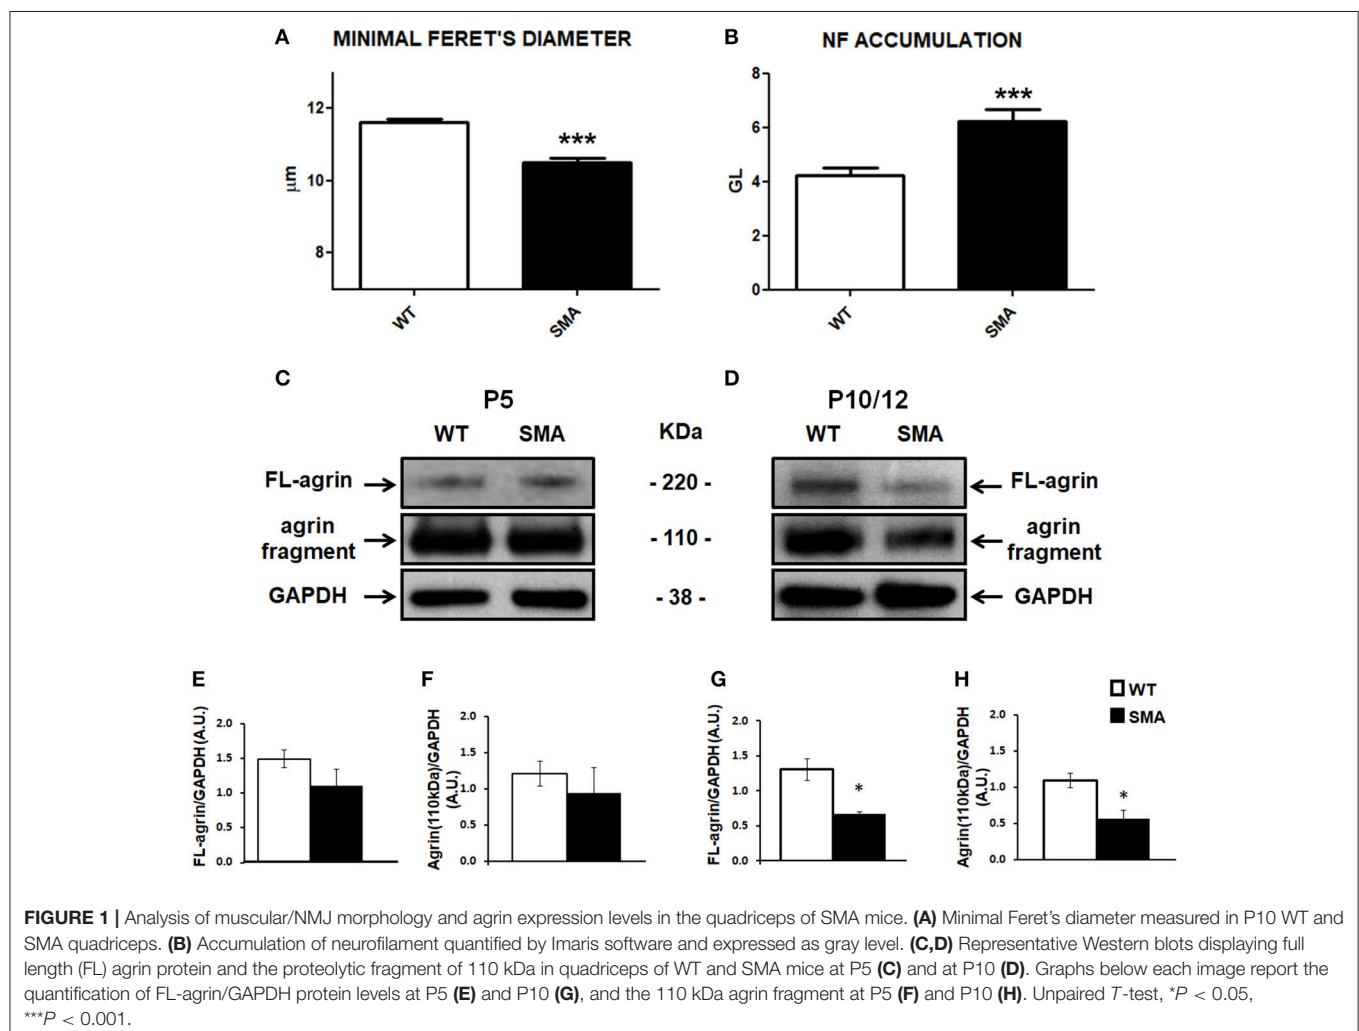 A MINIMAL FERET'S DIAMETER
12
10
8
μm
***
WT
SMA
B NF ACCUMULATION
8
6
4
2
0
GL
***
WT
SMA
C
P5
WT SMA
FL-agrin
agrin
fragment
GAPDH
KDa
- 220 -
- 110 -
- 38 -
D
P10/12
WT SMA
FL-agrin
agrin
fragment
GAPDH
E
FL-agrin/GAPDH (A.U.)
2.0
1.5
1.0
0.5
0.0
F
Agrin(110kDa)/GAPDH
(A.U.)
2.0
1.5
1.0
0.5
0.0
G
FL-agrin/GAPDH (A.U.)
2.0
1.5
1.0
0.5
0.0
*
H
Agrin(110kDa)/GAPDH
(A.U.)
2.0
1.5
1.0
0.5
0.0
*
WT
SMA
FIGURE 1 | Analysis of muscular/NMJ morphology and agrin expression levels in the quadriceps of SMA mice. (A) Minimal Feret's diameter measured in P10 WT and
SMA quadriceps. (B) Accumulation of neurofilament quantified by Imaris software and expressed as gray level. (C,D) Representative Western blots displaying full
length (FL) agrin protein and the proteolytic fragment of 110 kDa in quadriceps of WT and SMA mice at P5 (C) and at P10 (D). Graphs below each image report the
quantification of FL-agrin/GAPDH protein levels at P5 (E) and P10 (G), and the 110 kDa agrin fragment at P5 (F) and P10 (H). Unpaired T-test, *P < 0.05,
***P < 0.001.